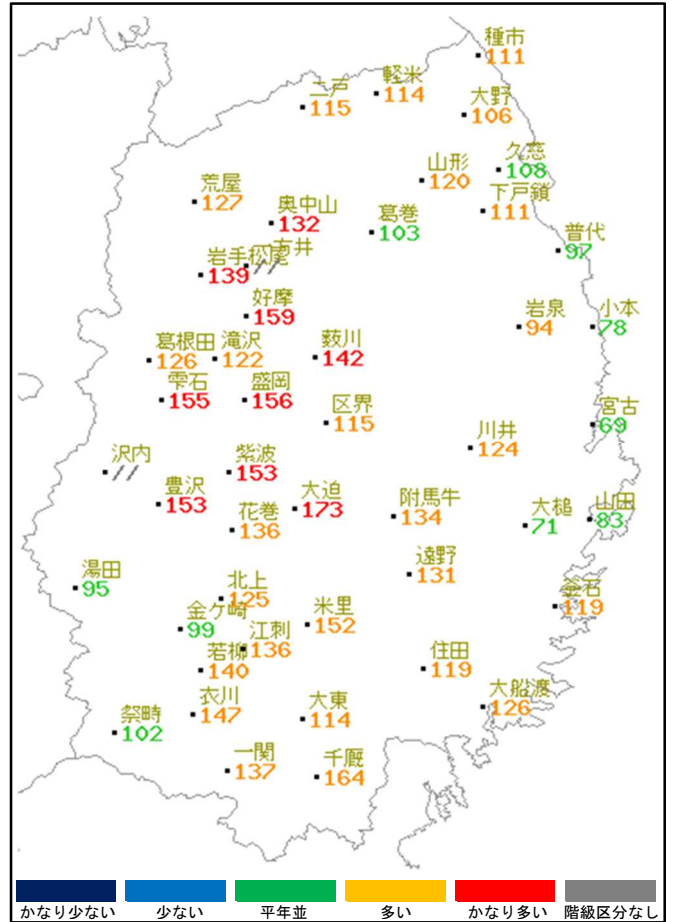 種市
111
二戸
115
軽米
114
大野
106
久慈
108
山形
120
下戸鎖
111
荒屋
127
奥中山
132
葛巻
103
普代
97
岩手松尾
139
一方井
//
好摩
159
岩泉
94
小本
78
葛根田
126
滝沢
122
薮川
142
雫石
155
盛岡
156
区界
115
宮古
69
川井
124
沢内
//
紫波
153
豊沢
153
大迫
173
花巻
136
附馬牛
134
大槌
71
山田
83
遠野
131
湯田
95
北上
125
釜石
119
金ケ崎
99
米里
152
江刺
136
若柳
140
住田
119
大船渡
126
衣川
147
大東
114
祭畤
102
一関
137
千厩
164
かなり少ない 少ない 平年並 多い かなり多い 階級区分なし